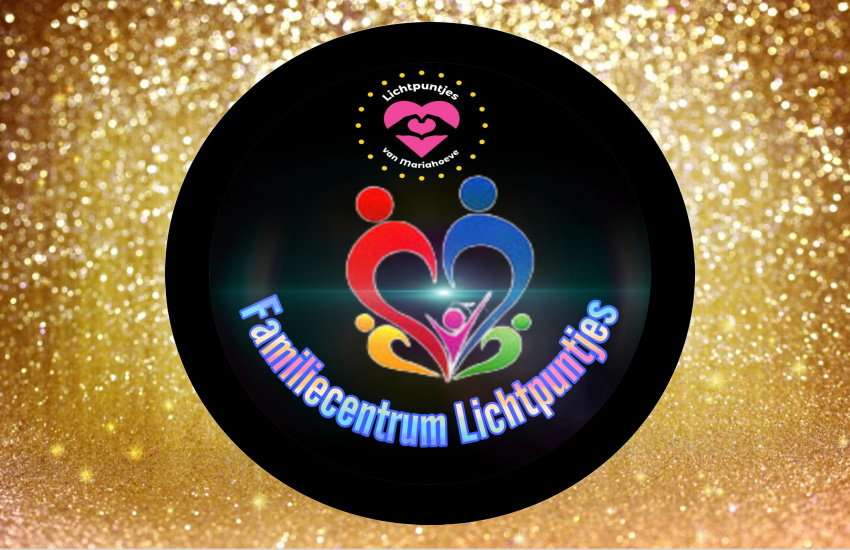 Lichtpuntjes
van Mariahoeve
Familiecentrum Lichtpuntjes